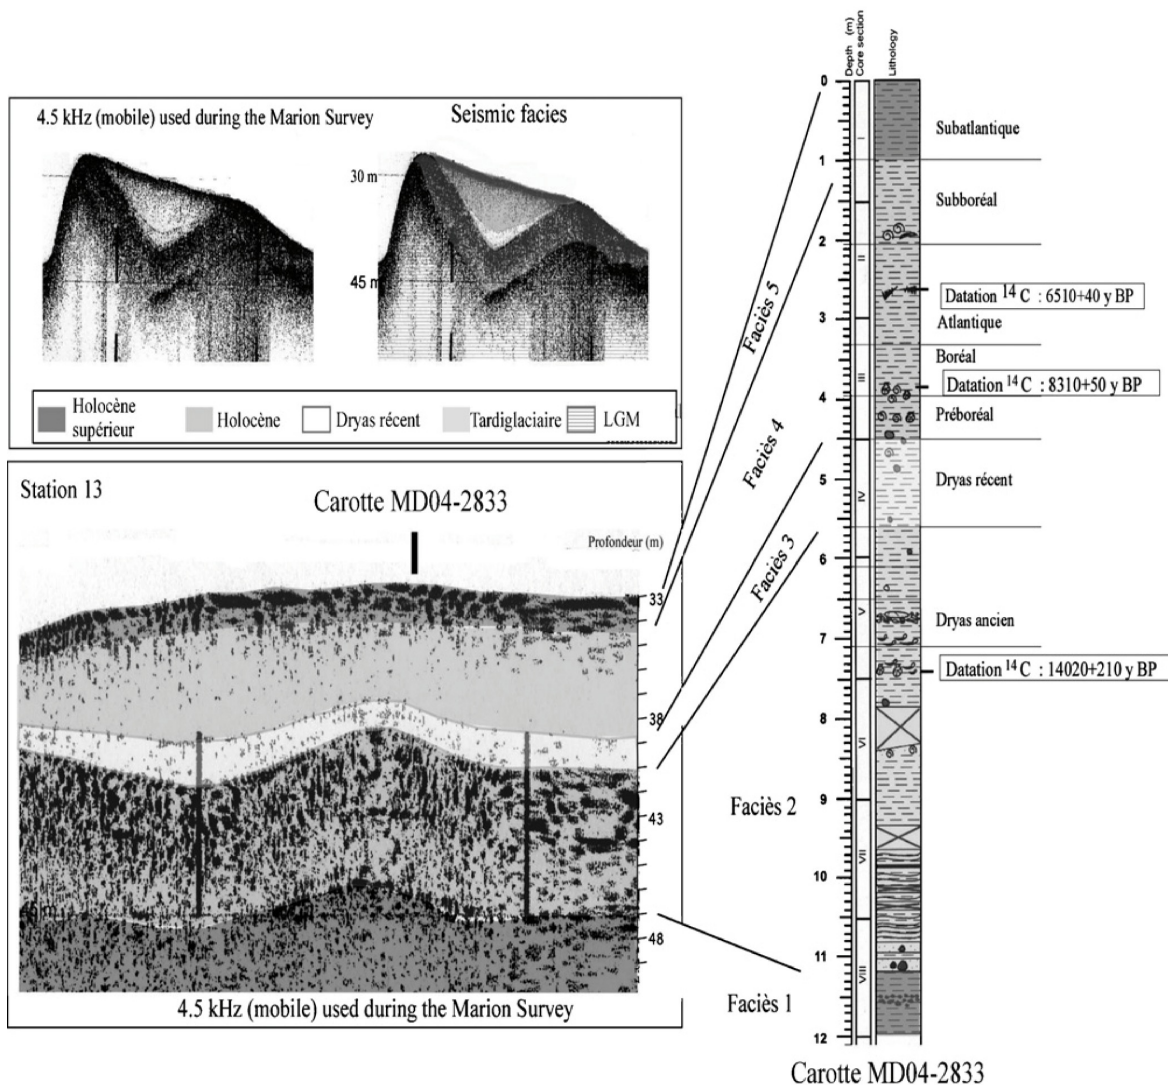 4.5 kHz (mobile) used during the Marion Survey
Seismic facies
30 m
45 m
Holocène supérieur
Holocène
Dryas récent
Tardiglaciaire
LGM
Station 13
Carotte MD04-2833
Profondeur (m)
33
38
43
48
4.5 kHz (mobile) used during the Marion Survey
Faciès 5
Faciès 4
Faciès 3
Faciès 2
Faciès 1
Depth (m)
Core section
Lithology
0
1
2
3
4
5
6
7
8
9
10
11
12
I
II
III
IV
V
VI
VII
VIII
Subatlantique
Subboréal
Datation 14 C : 6510+40 y BP
Atlantique
Boréal
Datation 14 C : 8310+50 y BP
Préboréal
Dryas récent
Dryas ancien
Datation 14 C : 14020+210 y BP
Carotte MD04-2833